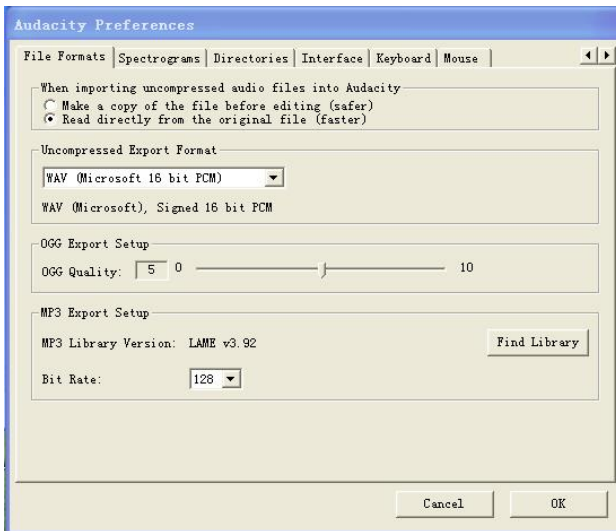 Audacity Preferences
File Formats Spectrograms Directories Interface Keyboard Mouse
When importing uncompressed audio files into Audacity
Make a copy of the file before editing (safer)
Read directly from the original file (faster)
Uncompressed Export Format
WAV (Microsoft 16 bit PCM)
WAV (Microsoft), Signed 16 bit PCM
OGG Export Setup
OGG Quality: 5 0 10
MP3 Export Setup
MP3 Library Version: LAME v3.92 Find Library
Bit Rate: 128
Cancel OK